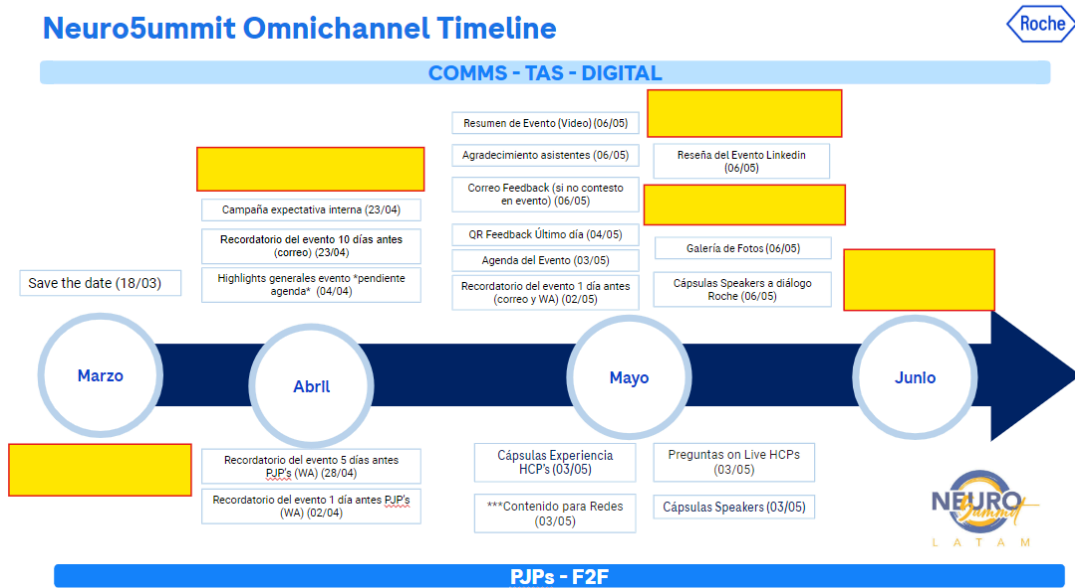 Neuro5ummit Omnichannel Timeline
Roche
COMMS - TAS - DIGITAL
Resumen de Evento (Video) (06/05)
Agradecimiento asistentes (06/05)
Reseña del Evento Linkedin
(06/05)
Campaña expectativa interna (23/04)
Correo Feedback (si no contesto
en evento) (06/05)
Recordatorio del evento 10 días antes
(correo) (23/04)
QR Feedback Último día (04/05)
Galería de Fotos (06/05)
Save the date (18/03)
Highlights generales evento *pendiente
agenda* (04/04)
Agenda del Evento (03/05)
Recordatorio del evento 1 día antes
(correo y WA) (02/05)
Cápsulas Speakers a diálogo
Roche (06/05)
Marzo
Abril
Mayo
Junio
Recordatorio del evento 5 días antes
PJP's (WA) (28/04)
Recordatorio del evento 1 día antes PJP's
(WA) (02/04)
Cápsulas Experiencia
HCP's (03/05)
Preguntas on Live HCPs
(03/05)
***Contenido para Redes
(03/05)
Cápsulas Speakers (03/05)
NEURO
Summit
LATAM
PJPs - F2F